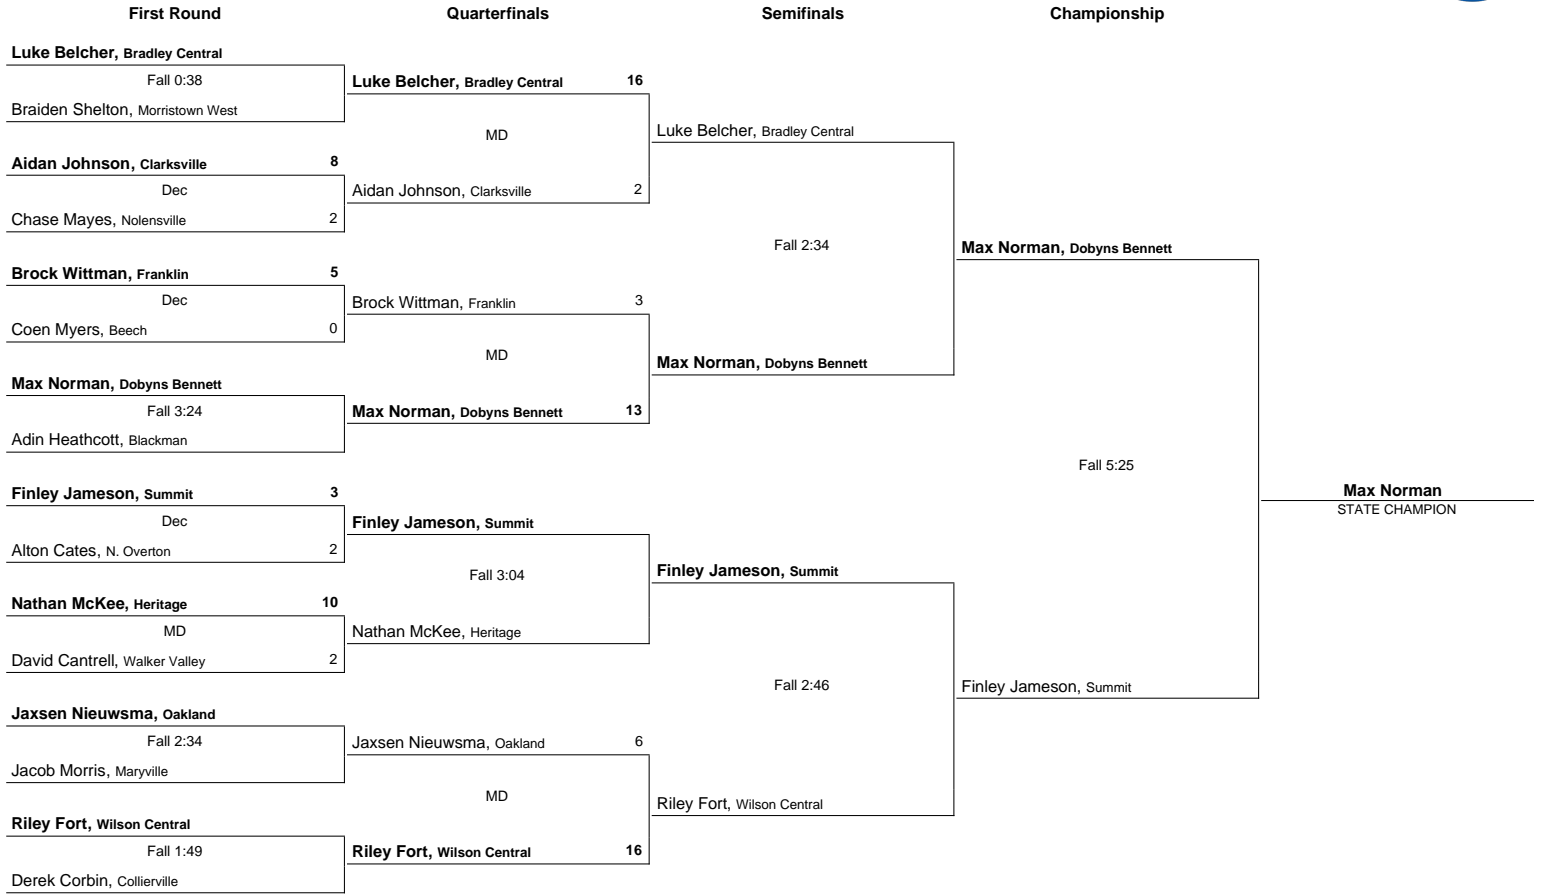 First Round
Quarterfinals
Semifinals
Championship
Luke Belcher, Bradley Central
Fall 0:38
Braiden Shelton, Morristown West
Aidan Johnson, Clarksville 8
Dec
Chase Mayes, Nolensville 2
Brock Wittman, Franklin 5
Dec
Coen Myers, Beech 0
Max Norman, Dobyns Bennett
Fall 3:24
Adin Heathcott, Blackman
Finley Jameson, Summit 3
Dec
Alton Cates, N. Overton 2
Nathan McKee, Heritage 10
MD
David Cantrell, Walker Valley 2
Jaxsen Nieuwsma, Oakland
Fall 2:34
Jacob Morris, Maryville
Riley Fort, Wilson Central
Fall 1:49
Derek Corbin, Collierville
Luke Belcher, Bradley Central 16
MD
Aidan Johnson, Clarksville 2
Brock Wittman, Franklin 3
MD
Max Norman, Dobyns Bennett 13
Finley Jameson, Summit
Fall 3:04
Nathan McKee, Heritage
Jaxsen Nieuwsma, Oakland 6
MD
Riley Fort, Wilson Central 16
Luke Belcher, Bradley Central
Fall 2:34
Max Norman, Dobyns Bennett
Finley Jameson, Summit
Fall 2:46
Riley Fort, Wilson Central
Max Norman, Dobyns Bennett
Fall 5:25
Finley Jameson, Summit
Max Norman
STATE CHAMPION